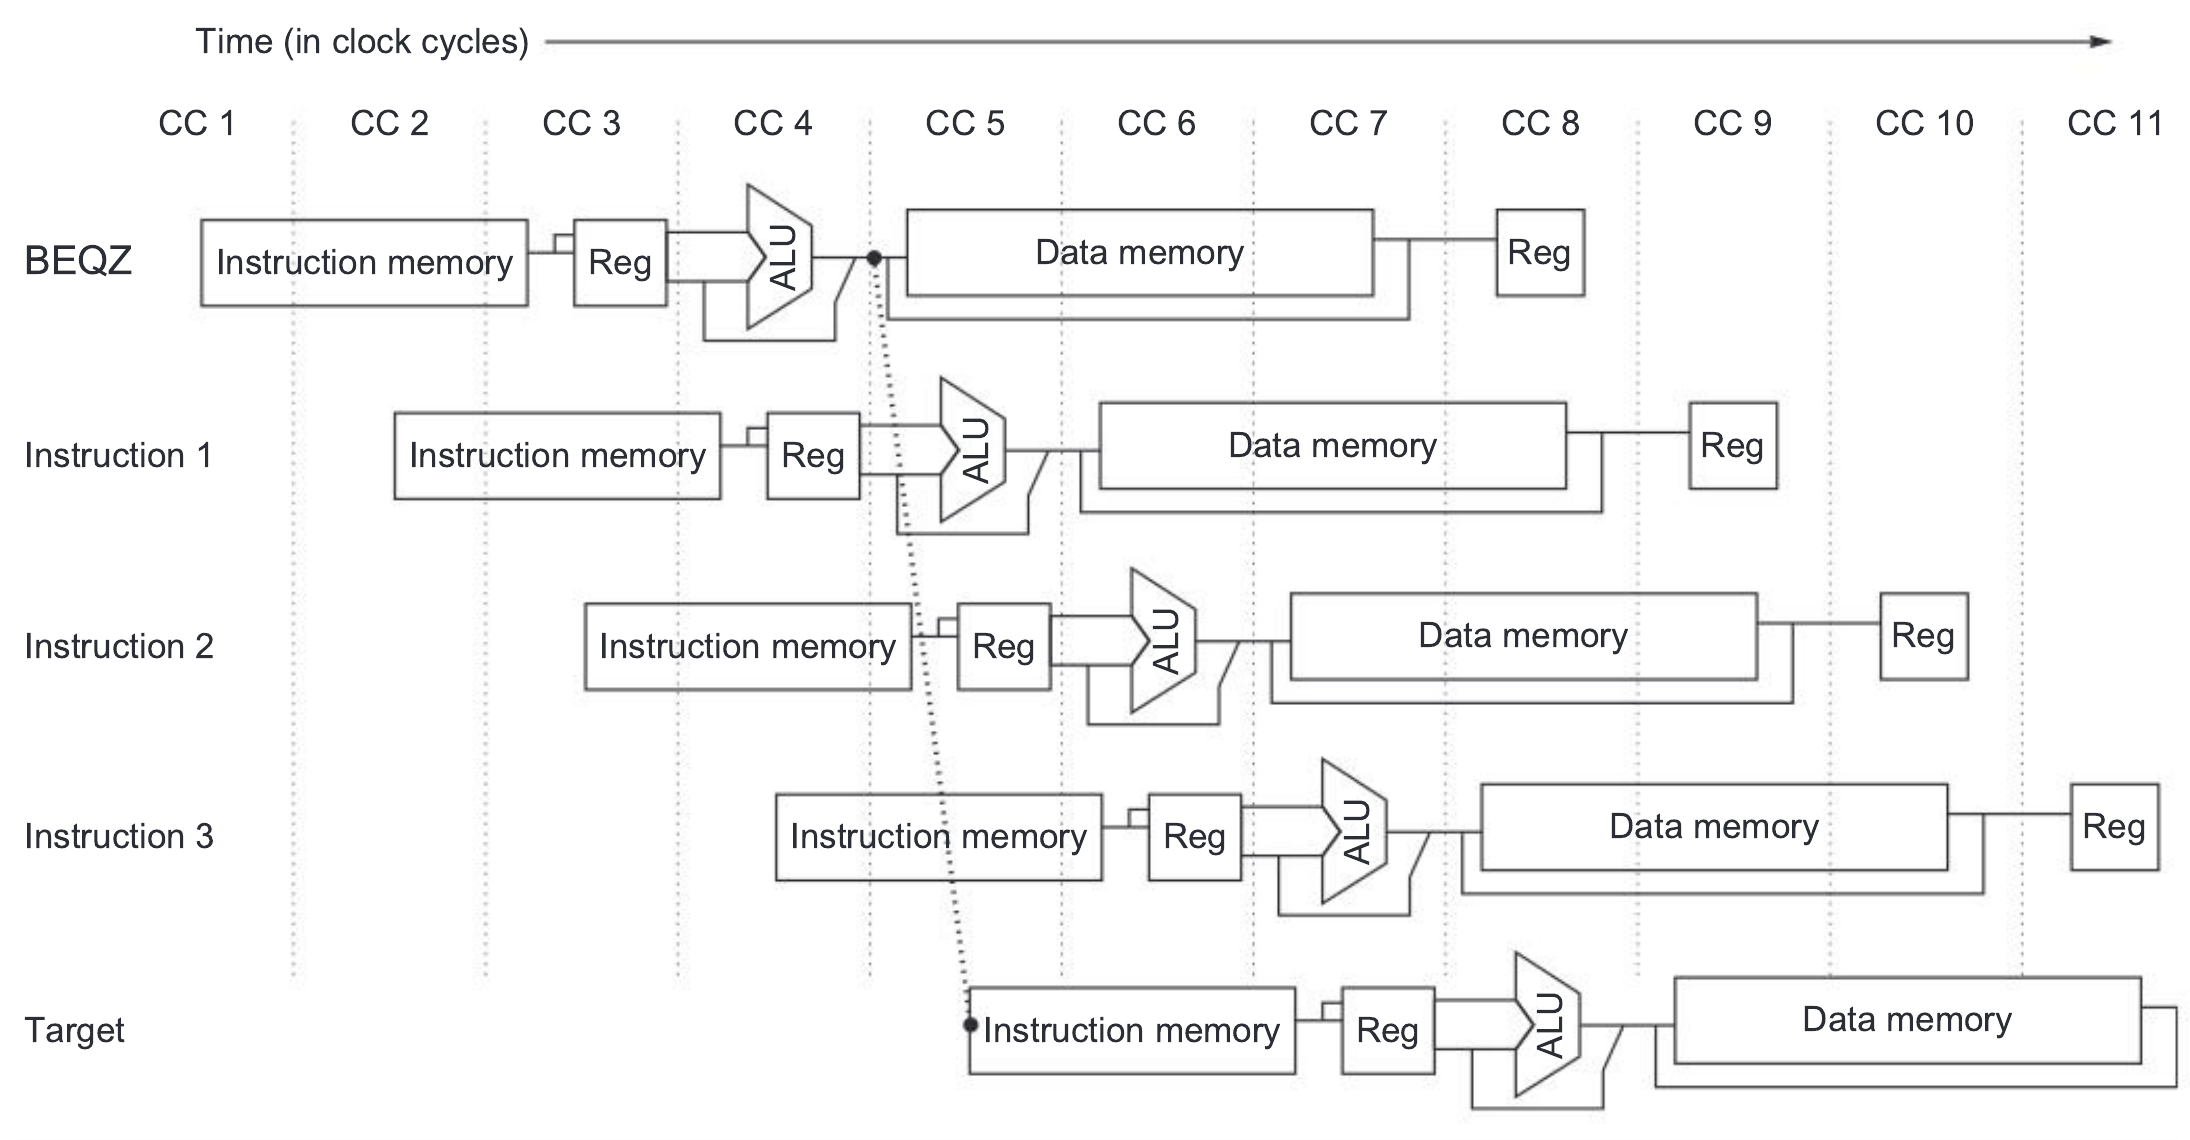 Time (in clock cycles)
CC 1 CC 2 CC 3 CC 4 CC 5 CC 6 CC 7 CC 8 CC 9 CC 10 CC 11
BEQZ Instruction memory Reg ALU Data memory Reg
Instruction 1 Instruction memory Reg ALU Data memory Reg
Instruction 2 Instruction memory Reg ALU Data memory Reg
Instruction 3 Instruction memory Reg ALU Data memory Reg
Target Instruction memory Reg ALU Data memory